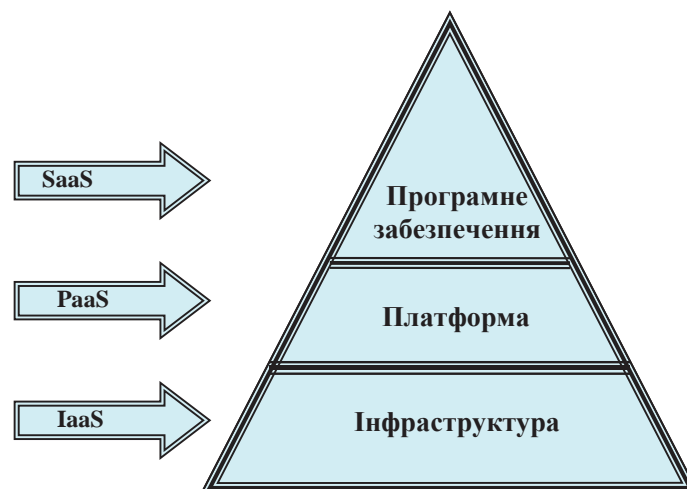 SaaS
Програмне
забезпечення
PaaS
Платформа
IaaS
Інфраструктура